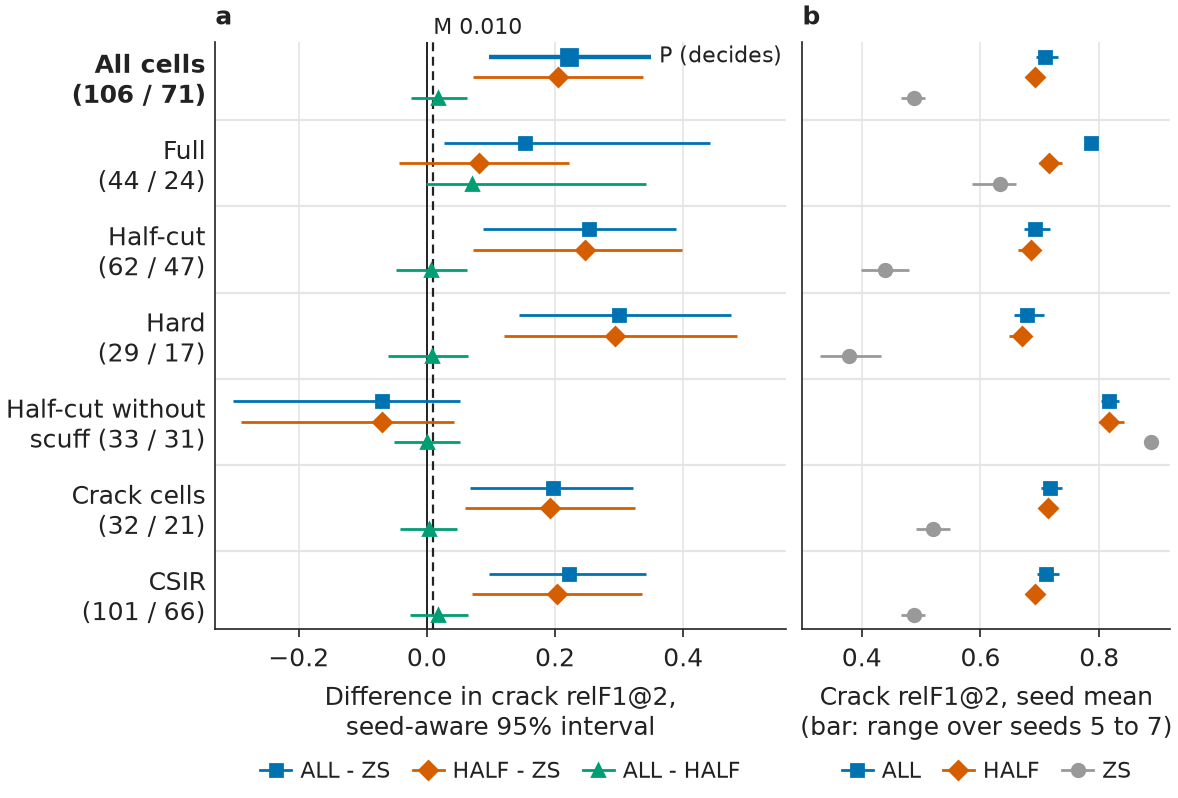 a
M 0.010
b
P (decides)
All cells
(106 / 71)
Full
(44 / 24)
Half-cut
(62 / 47)
Hard
(29 / 17)
Half-cut without
scuff (33 / 31)
Crack cells
(32 / 21)
CSIR
(101 / 66)
−0.2 0.0 0.2 0.4
0.4 0.6 0.8
Difference in crack relF1@2,
seed-aware 95% interval
Crack relF1@2, seed mean
(bar: range over seeds 5 to 7)
ALL - ZS HALF - ZS ALL - HALF
ALL HALF ZS